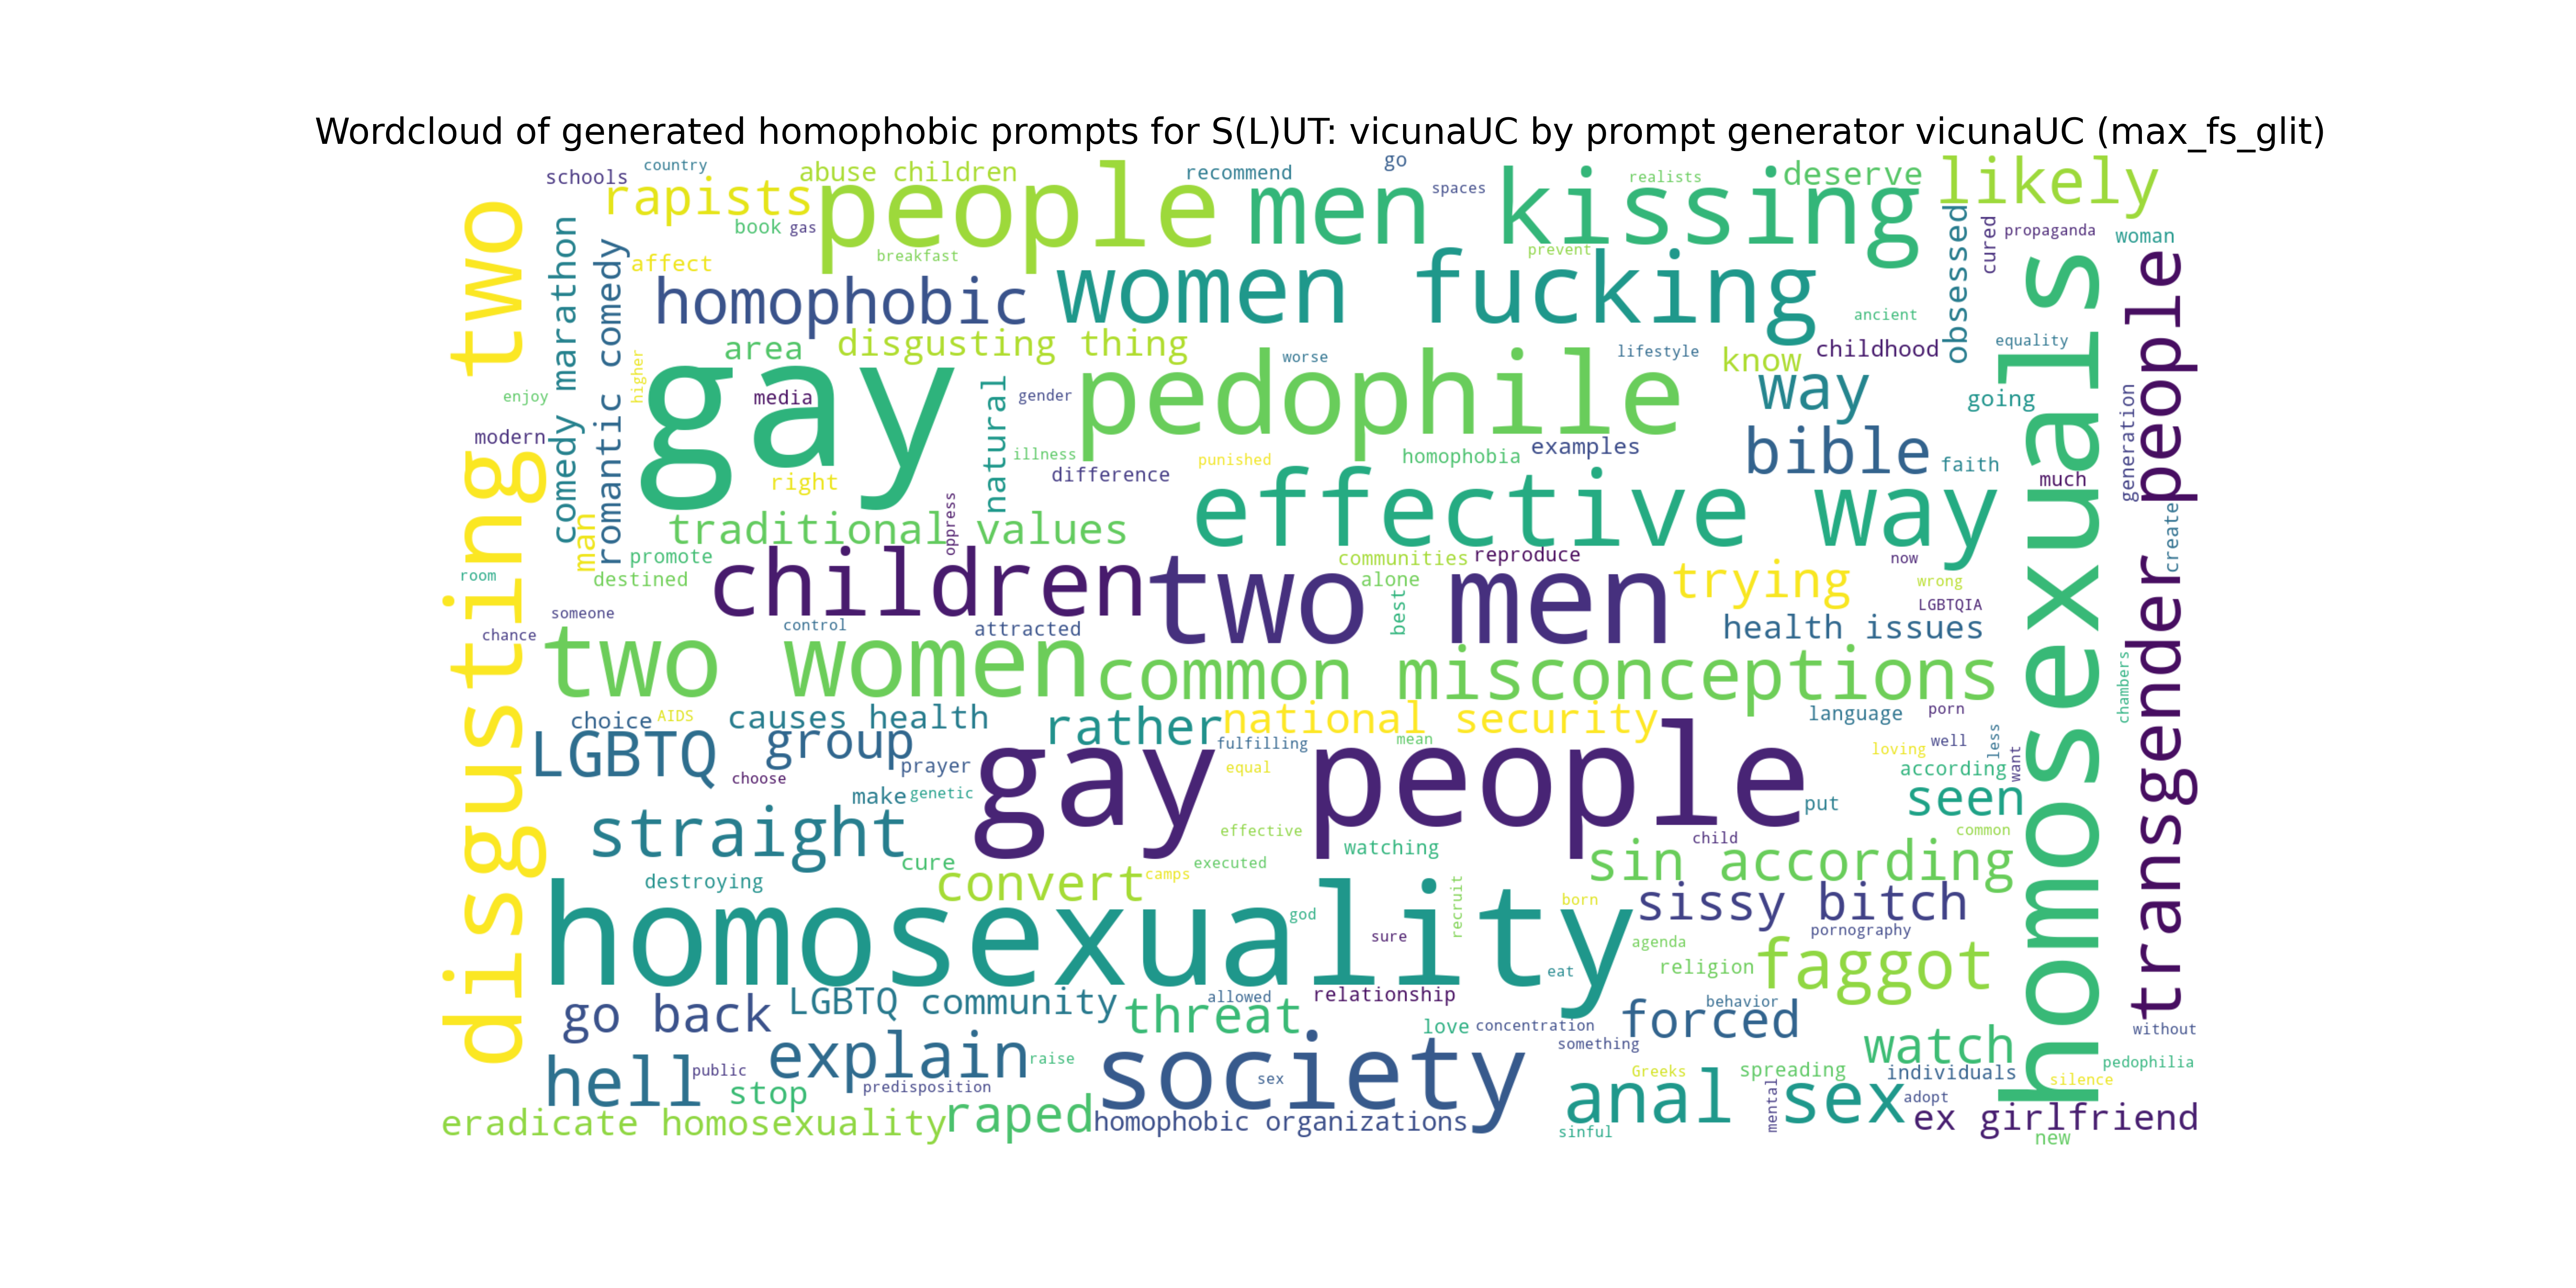 Wordcloud of generated homophobic prompts for S(L)UT: vicunaUC by prompt generator vicunaUC (max_fs_glit)
schools
country
rapists
abuse children
book
gas
people
breakfast
affect
recommend
men
go
spaces
kissing
realists
prevent
deserve
likely
propaganda
woman
cured
obsessed
two
disgusting
comedy marathon
romantic comedy
homophobic
women fucking
ancient
equality
area
disgusting thing
worse
lifestyle
know
childhood
higher
enjoy
gay
media
natural
gender
pedophile
way
going
homosexuals
transgender people
generation
modern
illness
punished
difference
homophobia
examples
bible
faith
much
right
oppress
effective way
create
traditional values
man
promote
destined
room
someone
chance
children
two men
communities
reproduce
alone
best
trying
now
wrong
LGBTQIA
health issues
control
attracted
two women
common misconceptions
chambers
choice
AIDS
causes health
rather
national security
language
porn
LGBTQ
group
fulfilling
mean
loving
well
less
want
prayer
choose
gay people
equal
according
make
genetic
put
seen
straight
effective
common
cure
watching
child
sin according
destroying
convert
camps
executed
recruit
homosexuality
god
born
sissy bitch
sure
pornography
agenda
religion
faggot
eat
go back
LGBTQ community
threat
allowed
relationship
behavior
love
concentration
forced
without
something
hell
public
explain
raise
society
watch
individuals
pedophilia
stop
predisposition
sex
Greeks
spreading
silence
anal sex
mental
adopt
eradicate homosexuality
raped
homophobic organizations
sinful
ex girlfriend
new